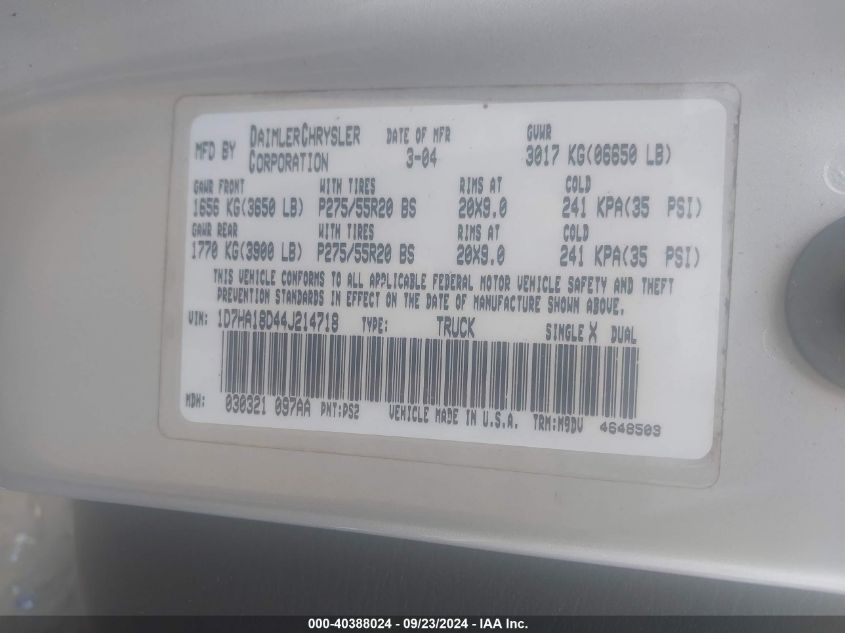 MFD BY DAIMLERCHRYSLER CORPORATION DATE OF MFR 3-04 GVWR 3017 KG(06650 LB)
GAWR FRONT WITH TIRES RIMS AT COLD
1656 KG(3650 LB) P275/55R20 BS 20X9.0 241 KPA(35 PSI)
GAWR REAR WITH TIRES RIMS AT COLD
1770 KG(3900 LB) P275/55R20 BS 20X9.0 241 KPA(35 PSI)
THIS VEHICLE CONFORMS TO ALL APPLICABLE FEDERAL MOTOR VEHICLE SAFETY AND THEFT
PREVENTION STANDARDS IN EFFECT ON THE DATE OF MANUFACTURE SHOWN ABOVE.
VIN: 1D7HA18D44J214718 TYPE: TRUCK SINGLE X DUAL
MDH: 030321 097AA PNT:PS2 VEHICLE MADE IN U.S.A. TRM:M9DV 4648509
000-40388024 - 09/23/2024 - IAA Inc.